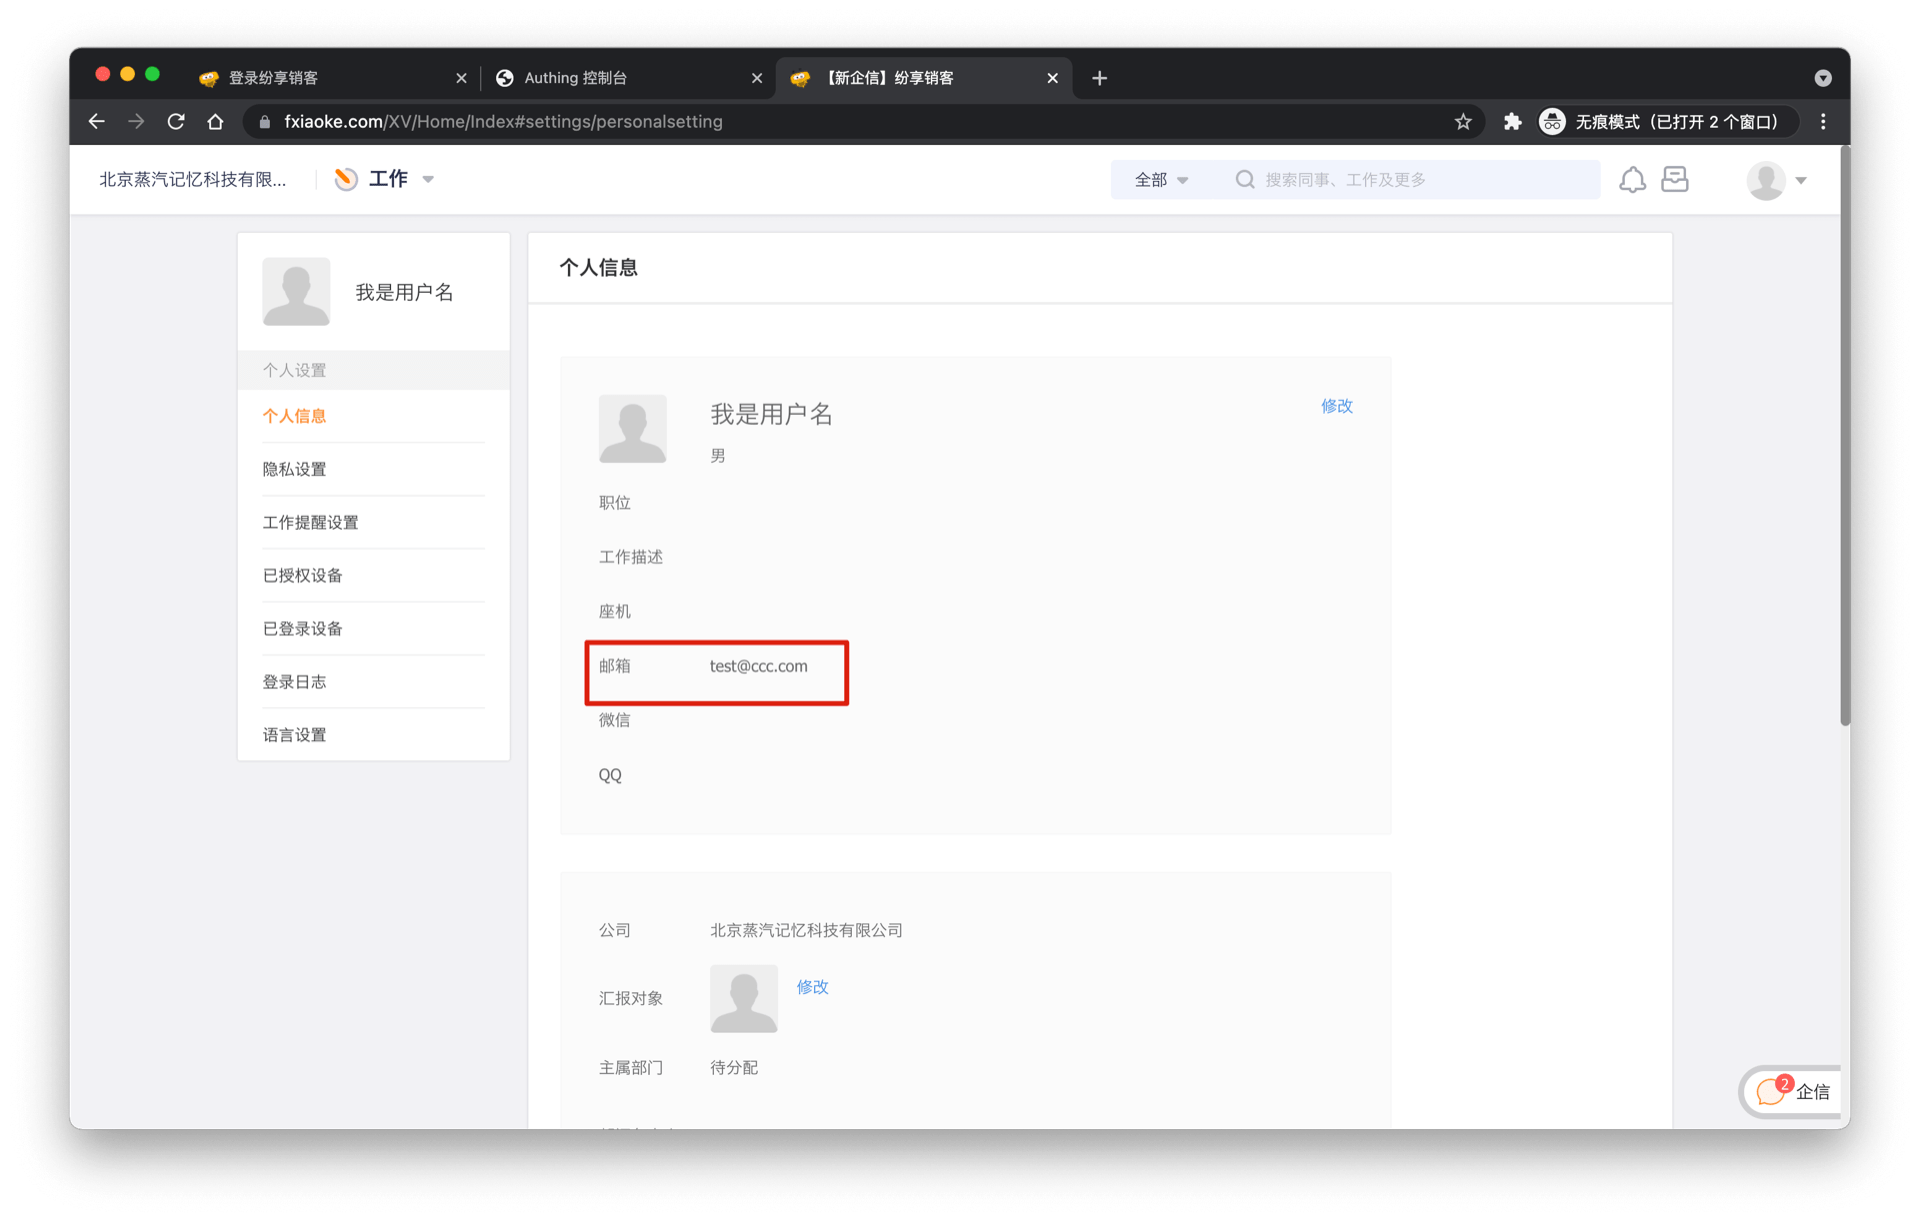 登录纷享销客
Authing 控制台
【新企信】纷享销客
fxiaoke.com/XV/Home/Index#settings/personalsetting
无痕模式（已打开 2 个窗口）
北京蒸汽记忆科技有限...
工作
全部
搜索同事、工作及更多
我是用户名
个人设置
个人信息
隐私设置
工作提醒设置
已授权设备
已登录设备
登录日志
语言设置
个人信息
我是用户名
修改
男
职位
工作描述
座机
邮箱 test@ccc.com
微信
QQ
公司 北京蒸汽记忆科技有限公司
汇报对象 修改
主属部门 待分配
2
企信